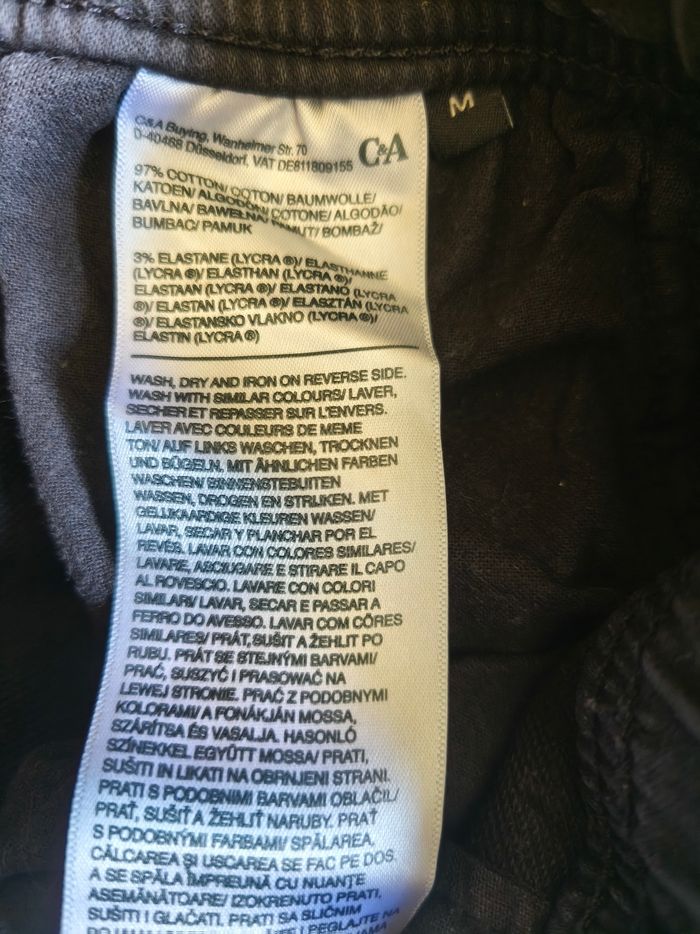 C&A Buying, Wanheimer Str. 70
D-40468 Düsseldorf, VAT DE811809155
C&A
M
97% COTTON/ COTON/ BAUMWOLLE/
KATOEN/ ALGODÓN/ COTONE/ ALGODÃO/
BAVLNA/ BAWEŁNA/ PAMUT/ BOMBAŽ/
BUMBAC/ PAMUK
3% ELASTANE (LYCRA ®)/ ELASTHANNE
(LYCRA ®)/ ELASTHAN (LYCRA ®)/
ELASTAAN (LYCRA ®)/ ELASTANO (LYCRA
®)/ ELASTAN (LYCRA ®)/ ELASZTÁN (LYCRA
®)/ ELASTANSKO VLAKNO (LYCRA ®)/
ELASTIN (LYCRA ®)
WASH, DRY AND IRON ON REVERSE SIDE.
WASH WITH SIMILAR COLOURS/ LAVER,
SECHER ET REPASSER SUR L'ENVERS.
LAVER AVEC COULEURS DE MEME
TON/ AUF LINKS WASCHEN, TROCKNEN
UND BÜGELN. MIT ÄHNLICHEN FARBEN
WASCHEN/ BINNENSTEBUITEN
WASSEN, DROGEN EN STRIJKEN. MET
GELIJKAARDIGE KLEUREN WASSEN/
LAVAR, SECAR Y PLANCHAR POR EL
REVÉS. LAVAR CON COLORES SIMILARES/
LAVARE, ASCIUGARE E STIRARE IL CAPO
AL ROVESCIO. LAVARE CON COLORI
SIMILARI/ LAVAR, SECAR E PASSAR A
FERRO DO AVESSO. LAVAR COM CÔRES
SIMILARES/ PRÁT, SUŠIT A ŽEHLIT PO
RUBU. PRÁT SE STEJNÝMI BARVAMI/
PRAĆ, SUSZYĆ I PRASOWAĆ NA
LEWEJ STRONIE. PRAĆ Z PODOBNYMI
KOLORAMI/ A FONÁKJÁN MOSSA,
SZÁRÍTSA ÉS VASALJA. HASONLÓ
SZÍNEKKEL EGYÜTT MOSSA/ PRATI,
SUŠITI IN LIKATI NA OBRNJENI STRANI.
PRATI S PODOBNIMI BARVAMI OBLAČIL/
PRAŤ, SUŠIŤ A ŽEHLIŤ NARUBY. PRAŤ
S PODOBNÝMI FARBAMI/ SPĂLAREA,
CĂLCAREA ȘI USCAREA SE FAC PE DOS.
A SE SPĂLA ÎMPREUNĂ CU NUANȚE
ASEMĂNĂTOARE/ IZOKRENUTO PRATI,
SUŠITI I GLAČATI. PRATI SA SLIČNIM
I PEGLAJTE NA